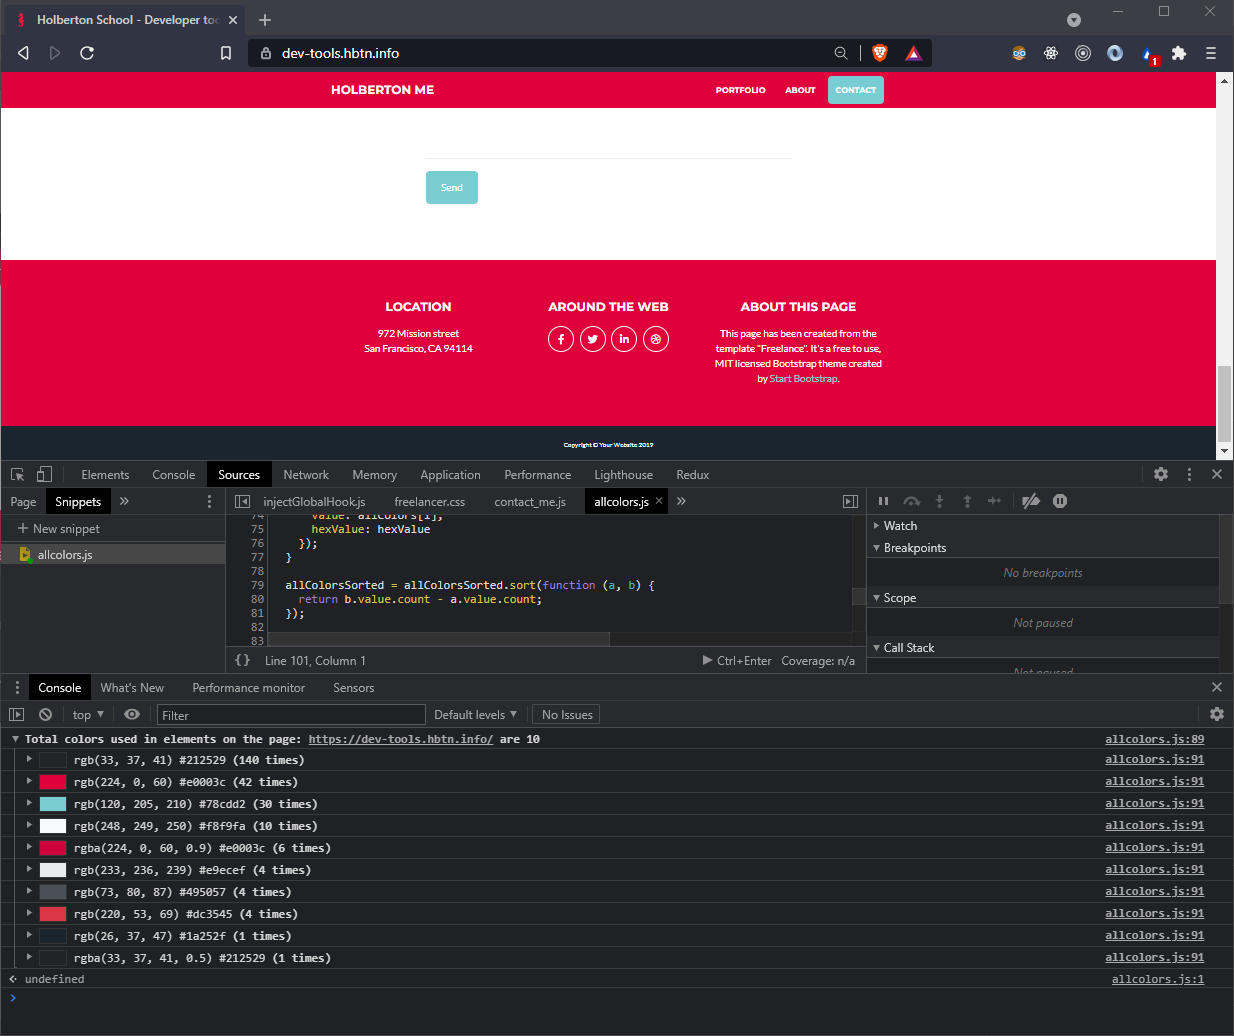 Holberton School - Developer too
dev-tools.hbtn.info
1
HOLBERTON ME
PORTFOLIO
ABOUT
CONTACT
Send
LOCATION
972 Mission street
San Francisco, CA 94114
AROUND THE WEB
ABOUT THIS PAGE
This page has been created from the
template "Freelance". It's a free to use,
MIT licensed Bootstrap theme created
by Start Bootstrap.
Copyright © Your Website 2019
Elements Console Sources Network Memory Application Performance Lighthouse Redux
Page Snippets
New snippet
allcolors.js
injectGlobalHook.js freelancer.css contact_me.js allcolors.js
74 value: allColors[i],
75 hexValue: hexValue
76 });
77 }
78
79 allColorsSorted = allColorsSorted.sort(function (a, b) {
80 return b.value.count - a.value.count;
81 });
82
83
{} Line 101, Column 1 Ctrl+Enter Coverage: n/a
Watch
Breakpoints
No breakpoints
Scope
Not paused
Call Stack
Not paused
Console What's New Performance monitor Sensors
top Filter Default levels No Issues
Total colors used in elements on the page: https://dev-tools.hbtn.info/ are 10 allcolors.js:89
rgb(33, 37, 41) #212529 (140 times) allcolors.js:91
rgb(224, 0, 60) #e0003c (42 times) allcolors.js:91
rgb(120, 205, 210) #78cdd2 (30 times) allcolors.js:91
rgb(248, 249, 250) #f8f9fa (10 times) allcolors.js:91
rgba(224, 0, 60, 0.9) #e0003c (6 times) allcolors.js:91
rgb(233, 236, 239) #e9ecef (4 times) allcolors.js:91
rgb(73, 80, 87) #495057 (4 times) allcolors.js:91
rgb(220, 53, 69) #dc3545 (4 times) allcolors.js:91
rgb(26, 37, 47) #1a252f (1 times) allcolors.js:91
rgba(33, 37, 41, 0.5) #212529 (1 times) allcolors.js:91
undefined allcolors.js:1